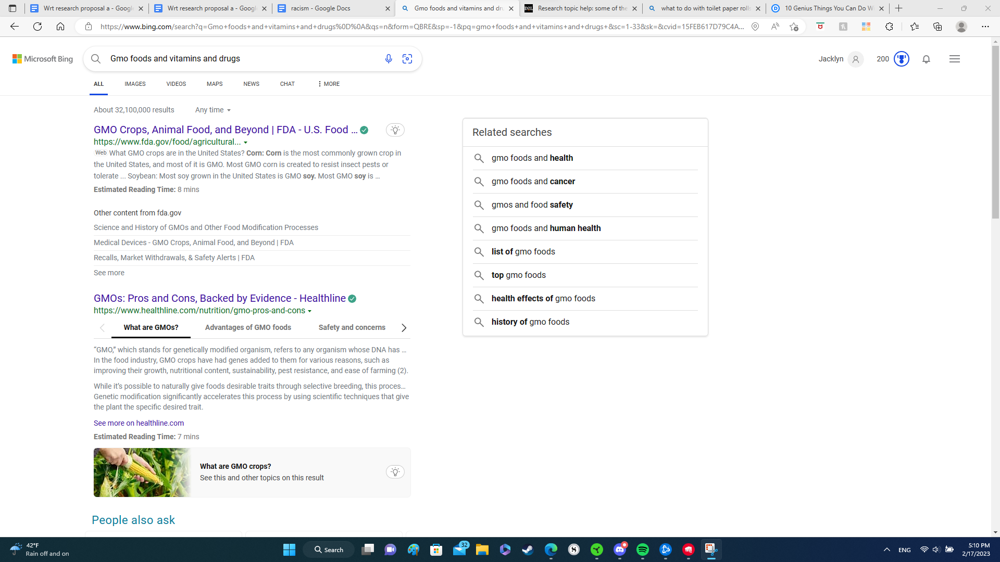 Wrt research proposal a - Google
Wrt research proposal a - Google
racism - Google Docs
Gmo foods and vitamins and dru
Research topic help: some of the
what to do with toilet paper rolls
10 Genius Things You Can Do W
https://www.bing.com/search?q=Gmo+foods+and+vitamins+and+drugs%0D%0A&qs=n&form=QBRE&sp=-1&pq=gmo+foods+and+vitamins+and+drugs+&sc=1-33&sk=&cvid=15FEB617D79C4A...
Microsoft Bing
Gmo foods and vitamins and drugs
Jacklyn
200
ALL IMAGES VIDEOS MAPS NEWS CHAT MORE
About 32,100,000 results Any time
GMO Crops, Animal Food, and Beyond | FDA - U.S. Food ...
https://www.fda.gov/food/agricultural...
Web What GMO crops are in the United States? Corn: Corn is the most commonly grown crop in
the United States, and most of it is GMO. Most GMO corn is created to resist insect pests or
tolerate ... Soybean: Most soy grown in the United States is GMO soy. Most GMO soy is ...
Estimated Reading Time: 8 mins
Other content from fda.gov
Science and History of GMOs and Other Food Modification Processes
Medical Devices - GMO Crops, Animal Food, and Beyond | FDA
Recalls, Market Withdrawals, & Safety Alerts | FDA
See more
GMOs: Pros and Cons, Backed by Evidence - Healthline
https://www.healthline.com/nutrition/gmo-pros-and-cons
What are GMOs? Advantages of GMO foods Safety and concerns
“GMO,” which stands for genetically modified organism, refers to any organism whose DNA has ...
In the food industry, GMO crops have had genes added to them for various reasons, such as
improving their growth, nutritional content, sustainability, pest resistance, and ease of farming (2).
While it’s possible to naturally give foods desirable traits through selective breeding, this proces...
Genetic modification significantly accelerates this process by using scientific techniques that give
the plant the specific desired trait.
See more on healthline.com
Estimated Reading Time: 7 mins
What are GMO crops?
See this and other topics on this result
People also ask
Related searches
gmo foods and health
gmo foods and cancer
gmos and food safety
gmo foods and human health
list of gmo foods
top gmo foods
health effects of gmo foods
history of gmo foods
42°F
Rain off and on
Search
32
ENG
5:10 PM
2/17/2023